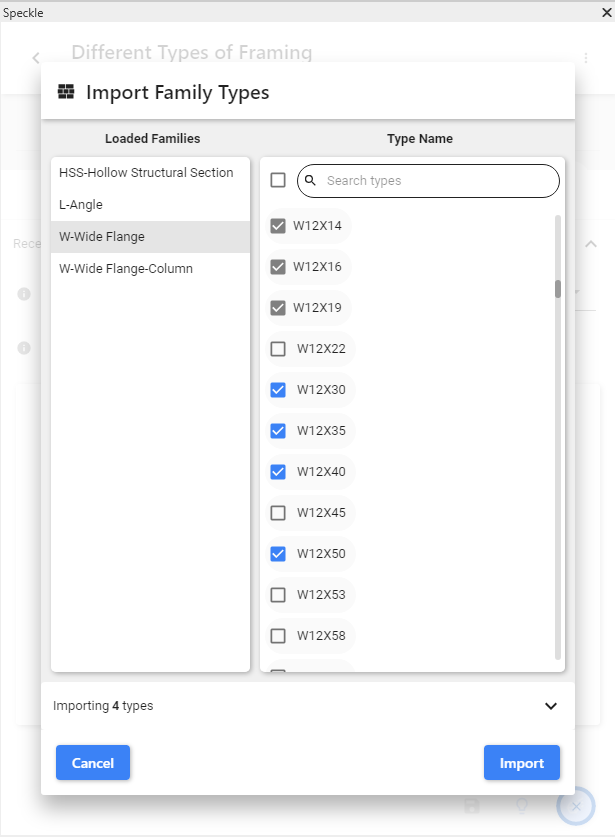 Speckle
Different Types of Framing
Import Family Types
Loaded Families
Type Name
HSS-Hollow Structural Section
L-Angle
W-Wide Flange
W-Wide Flange-Column
Search types
W12X14
W12X16
W12X19
W12X22
W12X30
W12X35
W12X40
W12X45
W12X50
W12X53
W12X58
Rece
Importing 4 types
Cancel
Import